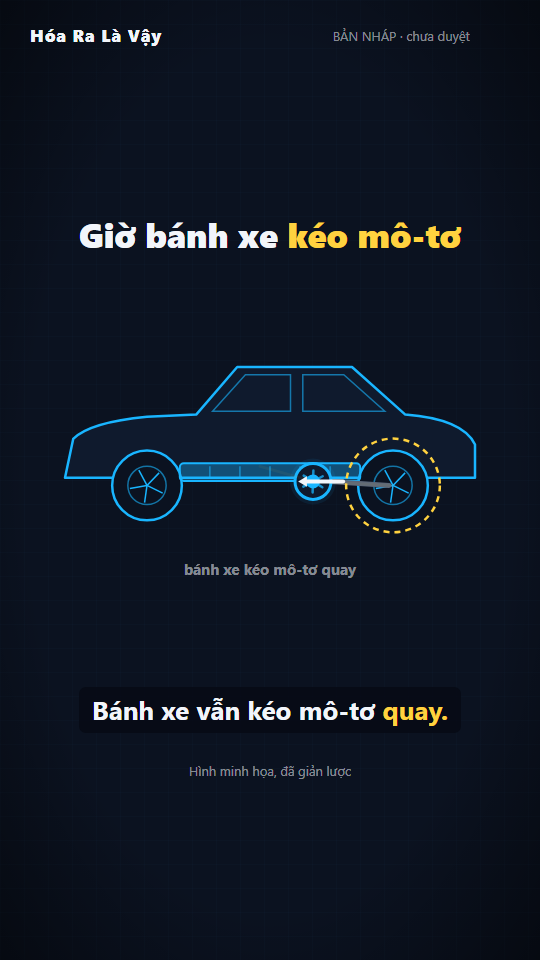 Hóa Ra Là Vậy
BẢN NHÁP · chưa duyệt
Giờ bánh xe kéo mô-tơ
bánh xe kéo mô-tơ quay
Bánh xe vẫn kéo mô-tơ quay.
Hình minh họa, đã giản lược